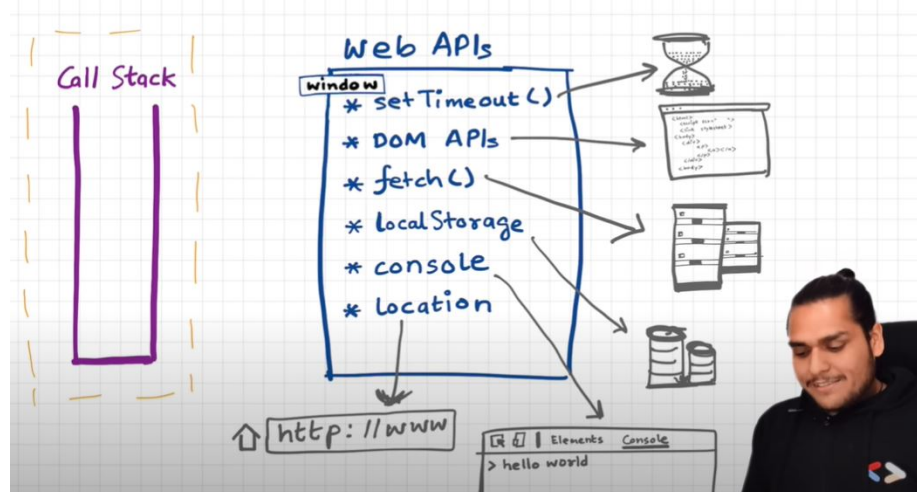 Web APIs
Call Stack
window
* setTimeout()
* DOM APIs
* fetch()
* localStorage
* console
* location
http://www
Elements Console
> hello world